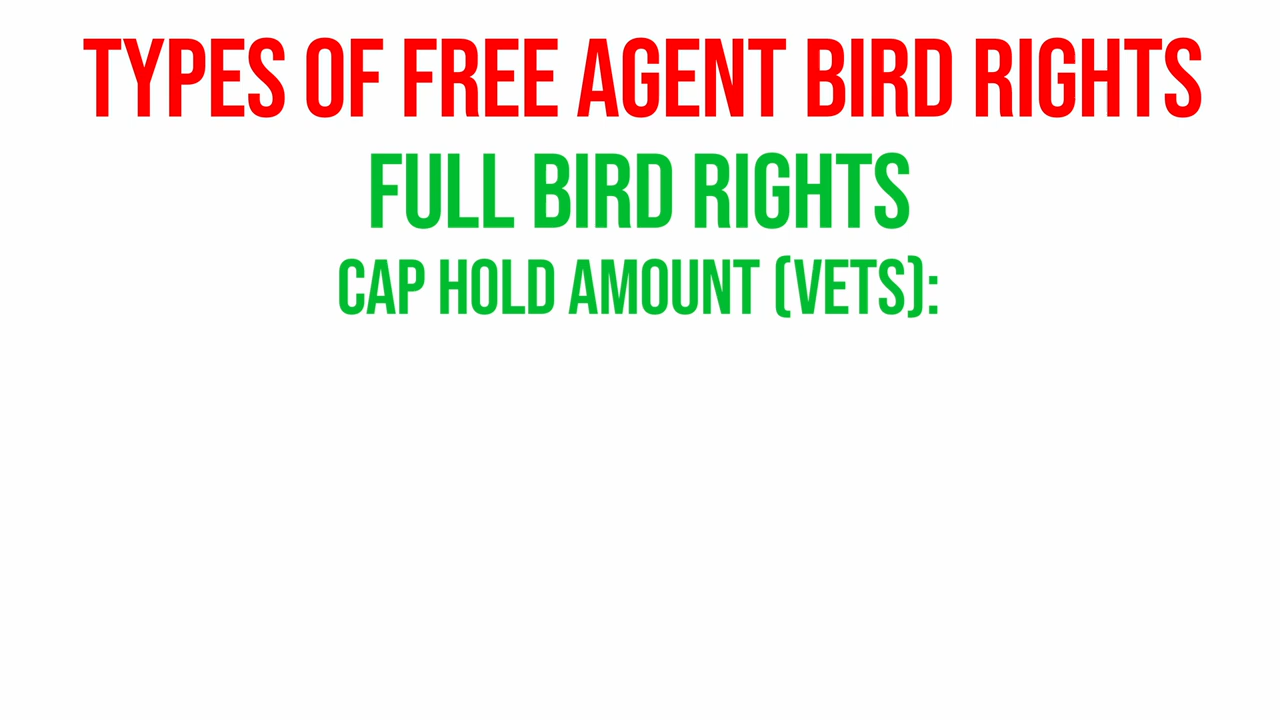 TYPES OF FREE AGENT BIRD RIGHTS
FULL BIRD RIGHTS
CAP HOLD AMOUNT (VETS):